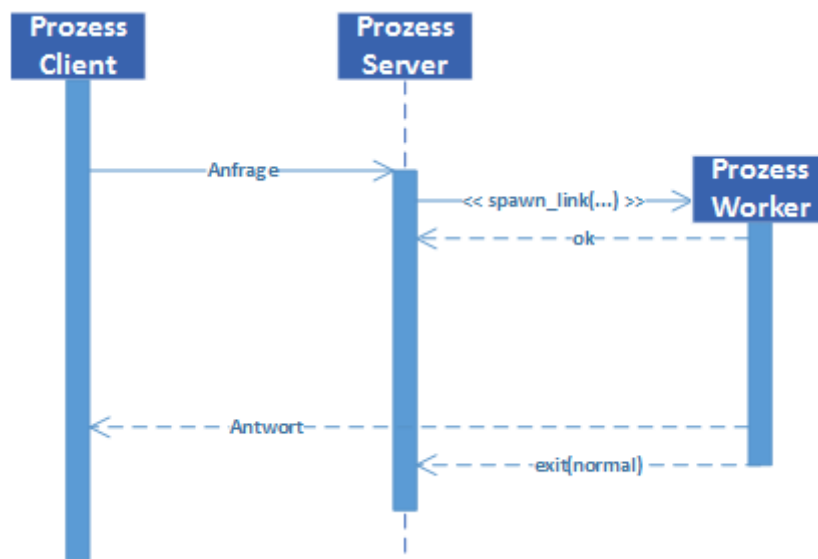 Prozess
Client
Prozess
Server
Anfrage
Prozess
Worker
<< spawn_link(...) >>
ok
Antwort
exit(normal)